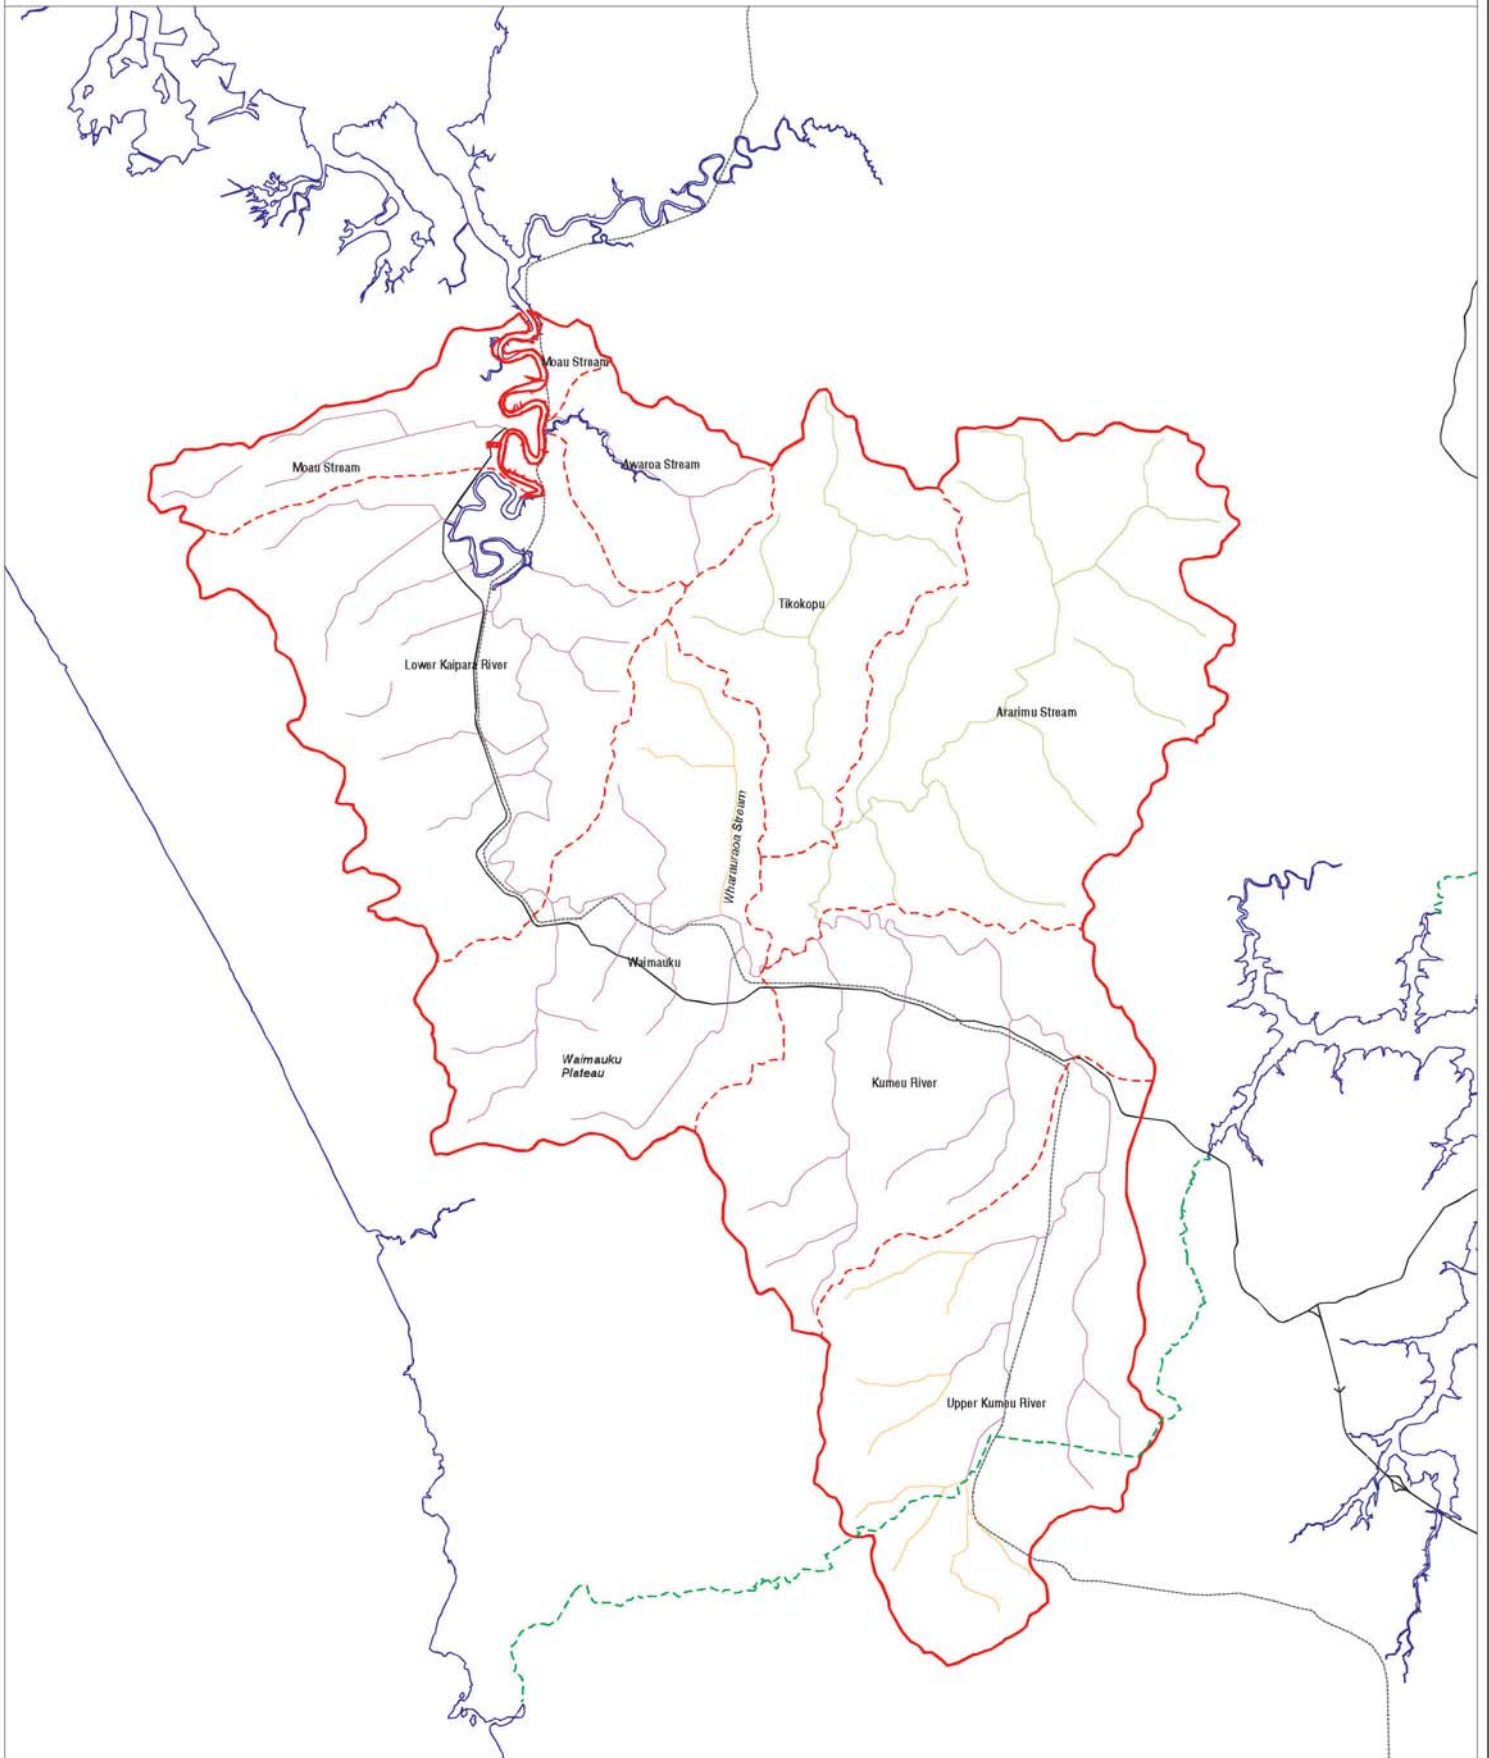 Moau Stream
Moau Stream
Awaroa Stream
Tikokopu
Lower Kaipara River
Ararimu Stream
Wharauraoa Stream
Waimauku
Waimauku
Plateau
Kumeu River
Upper Kumeu River